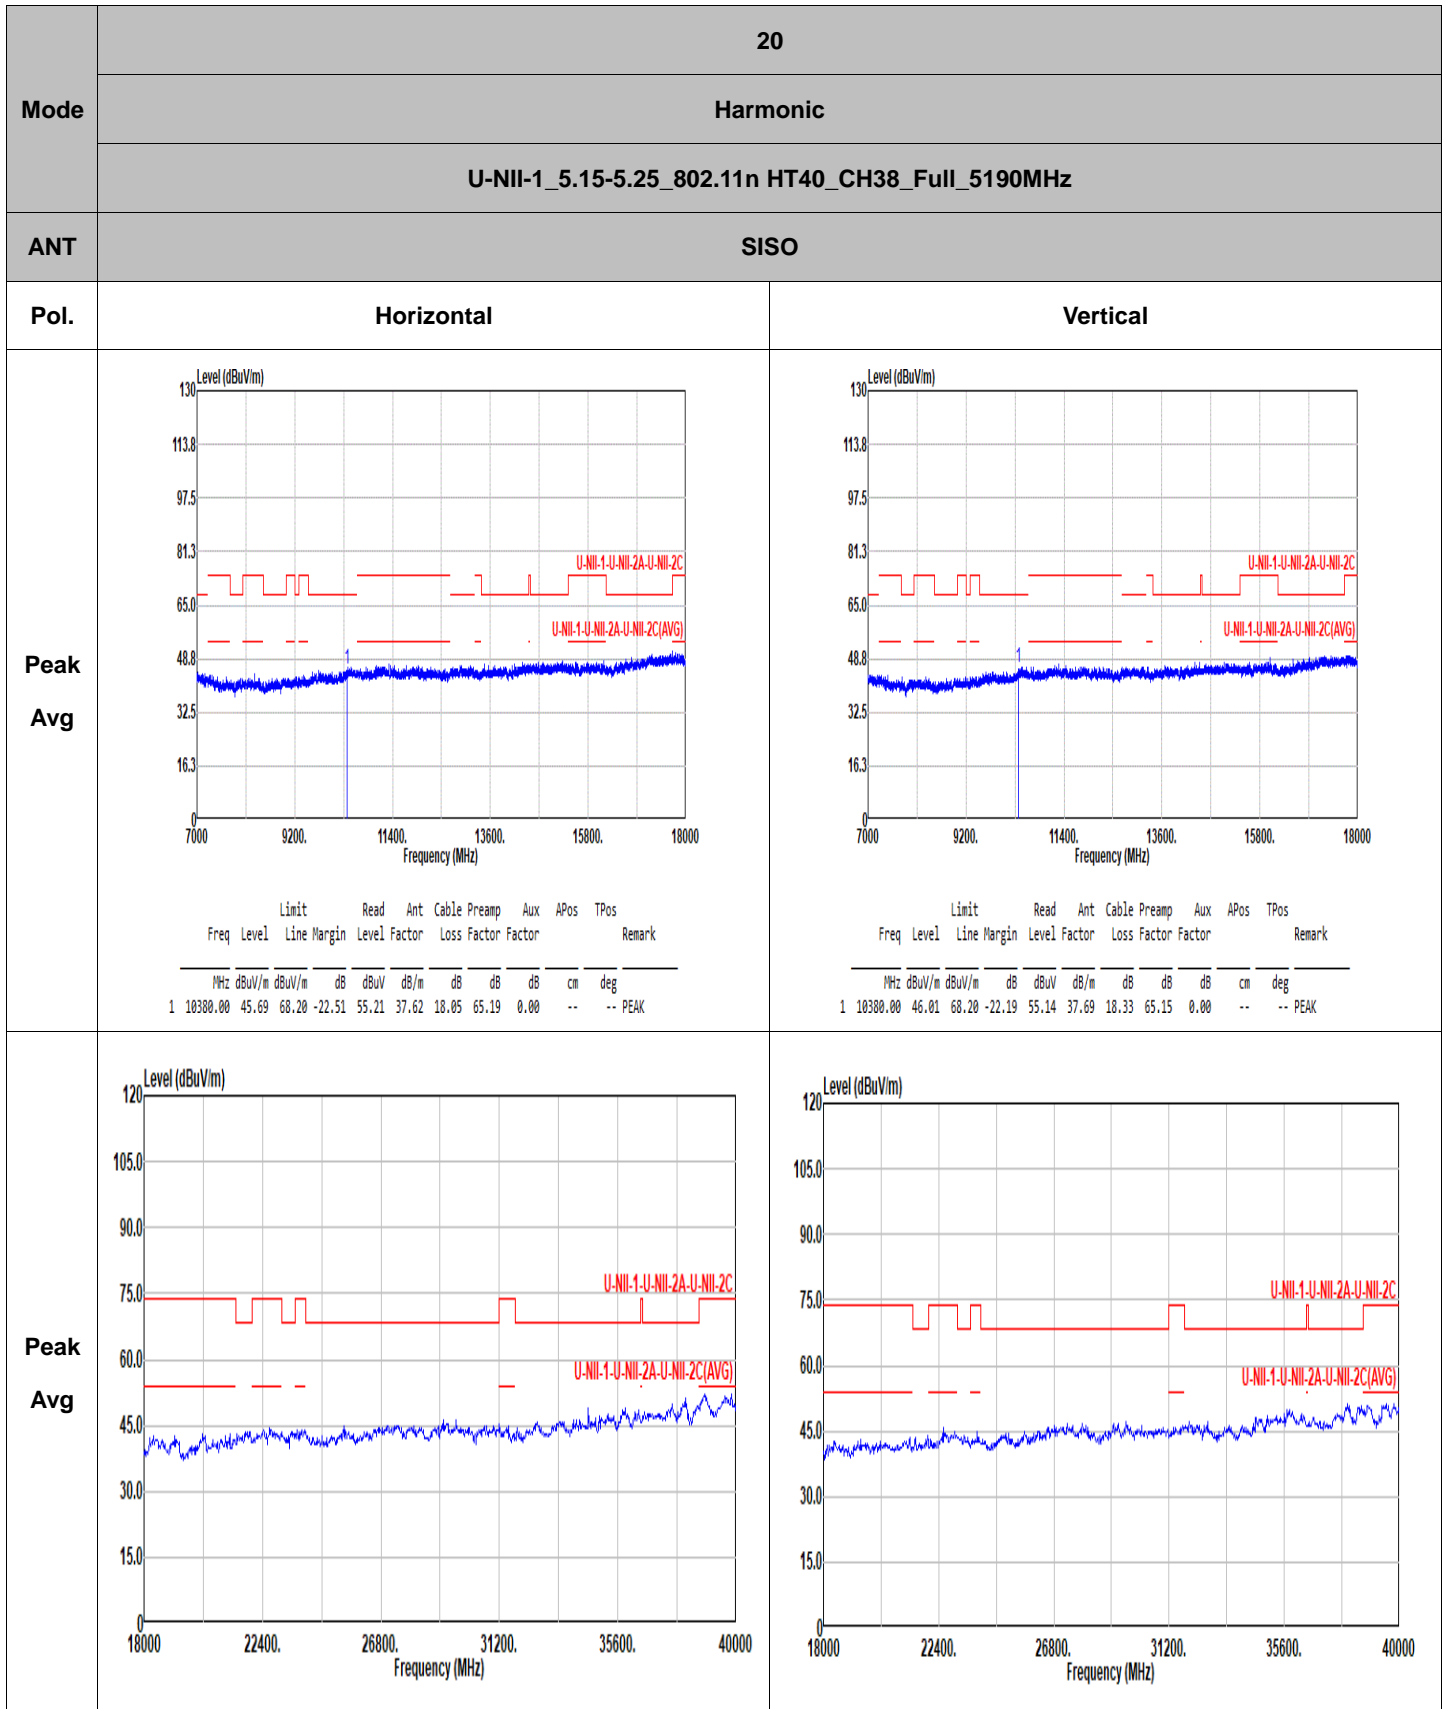 Mode
20
Harmonic
U-NII-1_5.15-5.25_802.11n HT40_CH38_Full_5190MHz
ANT
SISO
Pol.
Horizontal
Vertical
Peak
Avg
Level (dBuV/m)
130
113.8
97.5
81.3
65.0
48.8
32.5
16.3
0
U-NII-1-U-NII-2A-U-NII-2C
U-NII-1-U-NII-2A-U-NII-2C(AVG)
1
7000 9200. 11400. 13600. 15800. 18000
Frequency (MHz)
Limit Read Ant Cable Preamp Aux APos TPos
Freq Level Line Margin Level Factor Loss Factor Factor Remark
MHz dBuV/m dBuV/m dB dBuV dB/m dB dB dB cm deg
1 10380.00 45.69 68.20 -22.51 55.21 37.62 18.05 65.19 0.00 -- -- PEAK
Level (dBuV/m)
130
113.8
97.5
81.3
65.0
48.8
32.5
16.3
0
U-NII-1-U-NII-2A-U-NII-2C
U-NII-1-U-NII-2A-U-NII-2C(AVG)
1
7000 9200. 11400. 13600. 15800. 18000
Frequency (MHz)
Limit Read Ant Cable Preamp Aux APos TPos
Freq Level Line Margin Level Factor Loss Factor Factor Remark
MHz dBuV/m dBuV/m dB dBuV dB/m dB dB dB cm deg
1 10380.00 46.01 68.20 -22.19 55.14 37.69 18.33 65.15 0.00 -- -- PEAK
Peak
Avg
Level (dBuV/m)
120
105.0
90.0
75.0
60.0
45.0
30.0
15.0
0
U-NII-1-U-NII-2A-U-NII-2C
U-NII-1-U-NII-2A-U-NII-2C(AVG)
18000 22400. 26800. 31200. 35600. 40000
Frequency (MHz)
Level (dBuV/m)
120
105.0
90.0
75.0
60.0
45.0
30.0
15.0
0
U-NII-1-U-NII-2A-U-NII-2C
U-NII-1-U-NII-2A-U-NII-2C(AVG)
18000 22400. 26800. 31200. 35600. 40000
Frequency (MHz)